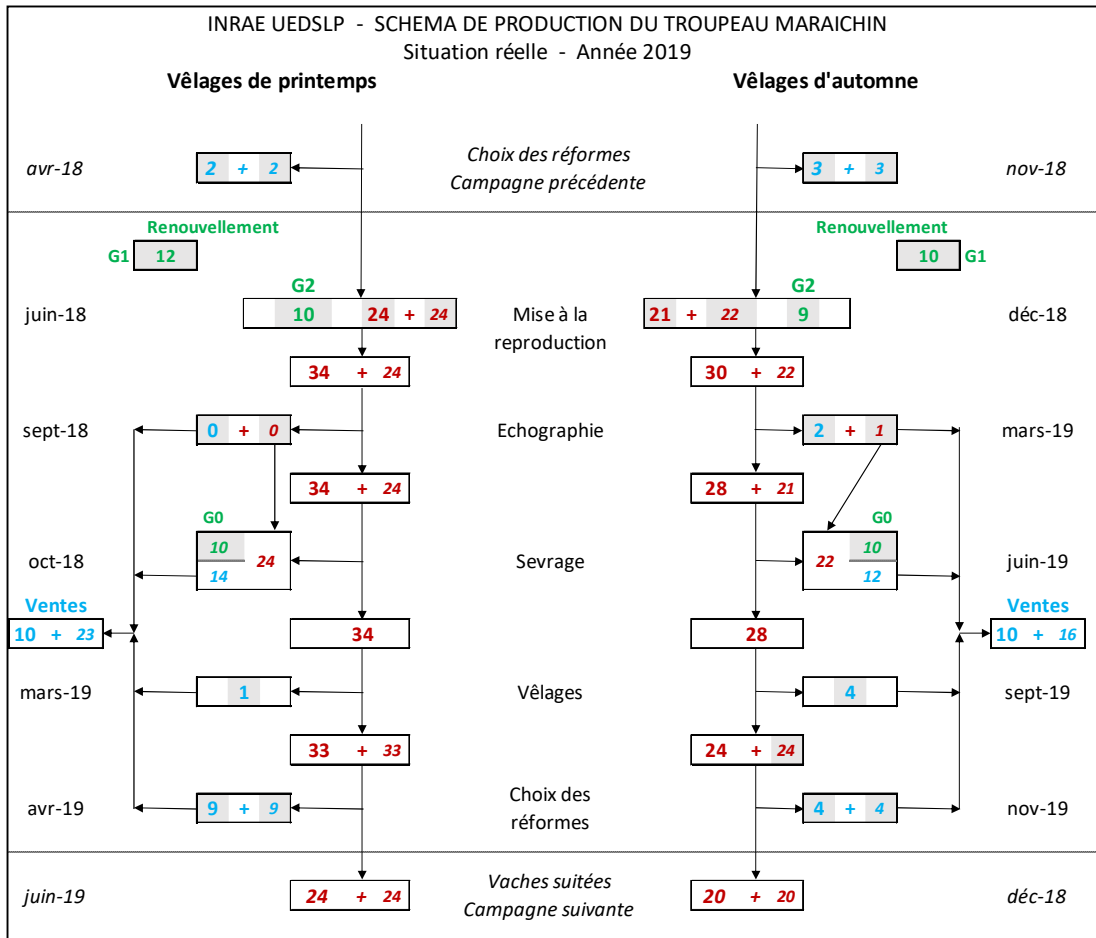 INRAE UEDSLP - SCHEMA DE PRODUCTION DU TROUPEAU MARAICHIN
Situation réelle - Année 2019
Vêlages de printemps Vêlages d'automne
avr-18 2 + 2 Choix des réformes 3 + 3 nov-18
Campagne précédente
Renouvellement Renouvellement
G1 12 10 G1
G2 G2
juin-18 10 24 + 24 Mise à la 21 + 22 9 déc-18
reproduction
34 + 24 30 + 22
sept-18 0 + 0 Echographie 2 + 1 mars-19
34 + 24 28 + 21
G0 G0
10 10
oct-18 24 Sevrage 22 juin-19
14 12
Ventes Ventes
10 + 23 34 28 10 + 16
mars-19 1 Vêlages 4 sept-19
33 + 33 24 + 24
avr-19 9 + 9 Choix des 4 + 4 nov-19
réformes
juin-19 24 + 24 Vaches suitées 20 + 20 déc-18
Campagne suivante